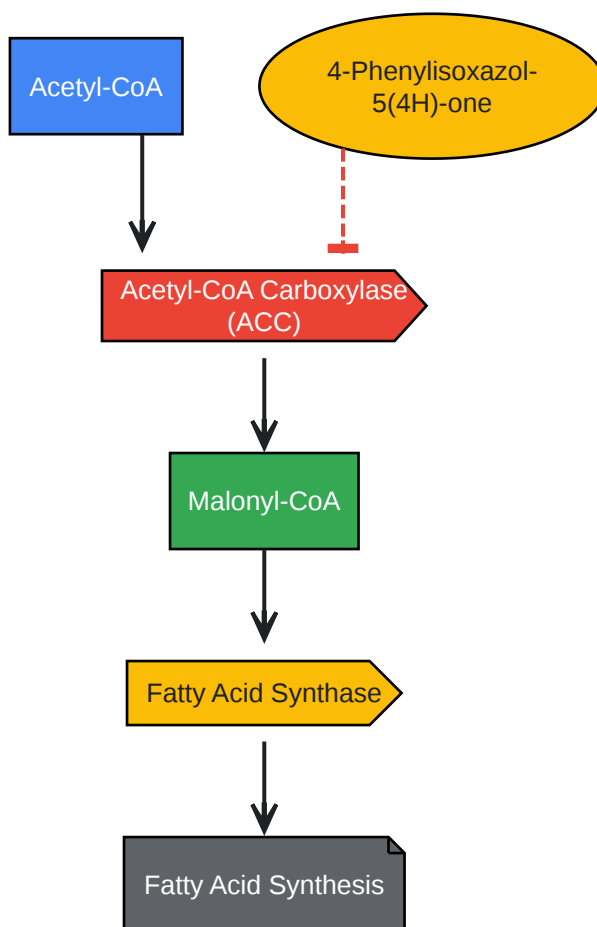 Acetyl-CoA
4-Phenylisoxazol-
5(4H)-one
Acetyl-CoA Carboxylase
(ACC)
Malonyl-CoA
Fatty Acid Synthase
Fatty Acid Synthesis